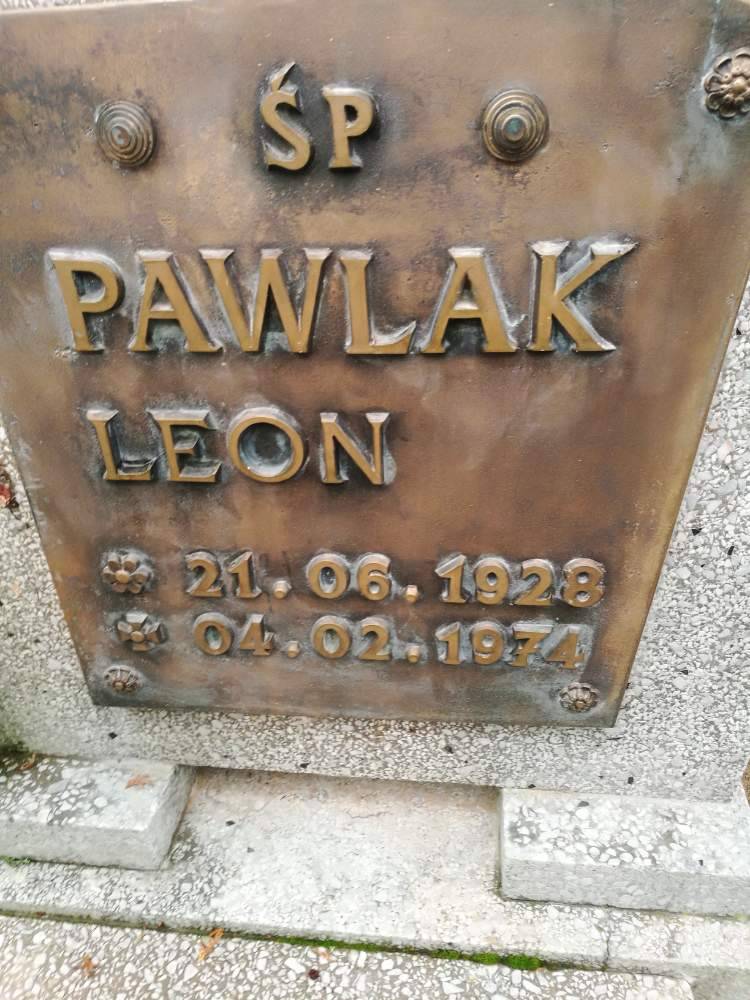 ŚP
PAWLAK
LEON
21.06.1928
04.02.1974